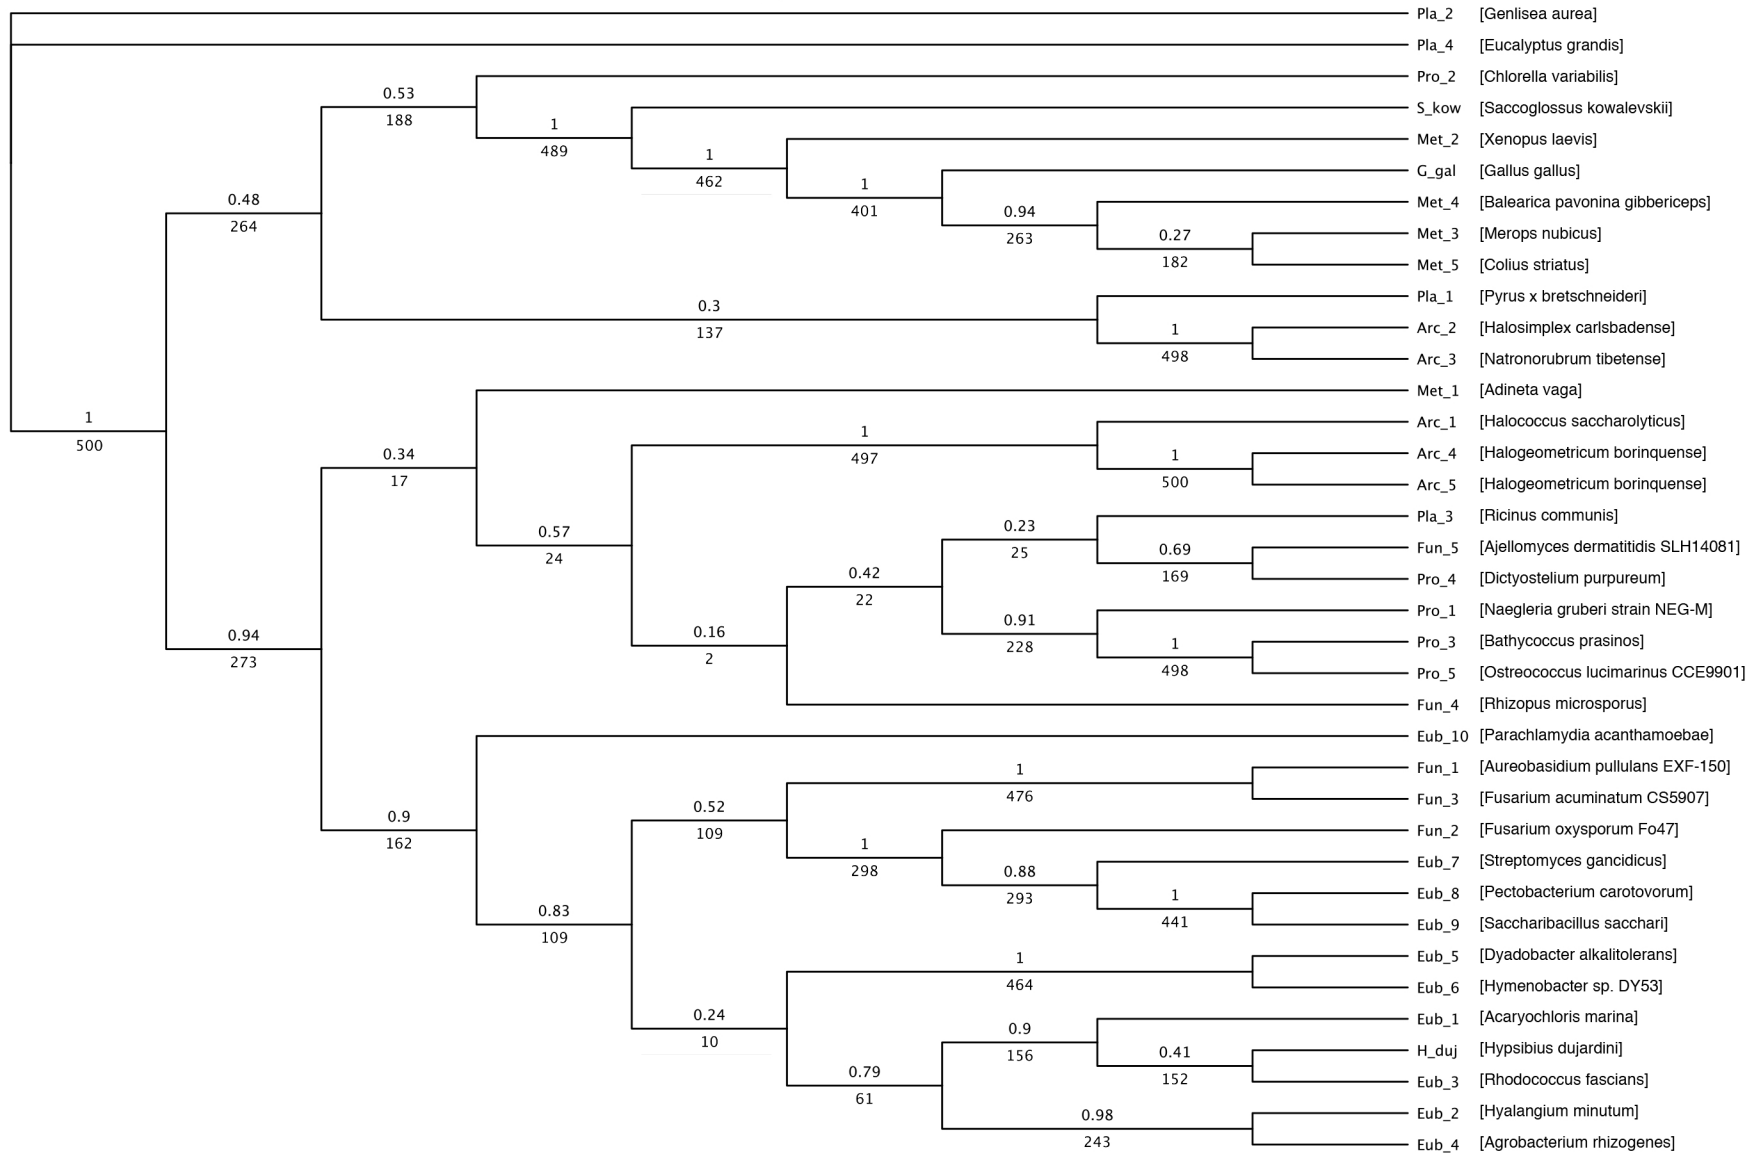 Pla_2 [Genlisea aurea]
Pla_4 [Eucalyptus grandis]
Pro_2 [Chlorella variabilis]
0.53
S_kow [Saccoglossus kowalevskii]
188
1
Met_2 [Xenopus laevis]
489
1
G_gal [Gallus gallus]
462
1
0.48
Met_4 [Balearica pavonina gibbericeps]
401
0.94
264
Met_3 [Merops nubicus]
0.27
263
182
Met_5 [Colius striatus]
Pla_1 [Pyrus x bretschneideri]
0.3
Arc_2 [Halosimplex carlsbadense]
137
1
498
Arc_3 [Natronorubrum tibetense]
Met_1 [Adineta vaga]
1
500
Arc_1 [Halococcus saccharolyticus]
1
497
0.34
17
Arc_4 [Halogeometricum borinquense]
1
500
Arc_5 [Halogeometricum borinquense]
Pla_3 [Ricinus communis]
0.57
24
0.23
25
Fun_5 [Ajellomyces dermatitidis SLH14081]
0.69
169
0.42
22
Pro_4 [Dictyostelium purpureum]
Pro_1 [Naegleria gruberi strain NEG-M]
0.91
228
0.94
273
0.16
2
Pro_3 [Bathycoccus prasinos]
1
498
Pro_5 [Ostreococcus lucimarinus CCE9901]
Fun_4 [Rhizopus microsporus]
Eub_10 [Parachlamydia acanthamoebae]
Fun_1 [Aureobasidium pullulans EXF-150]
1
476
Fun_3 [Fusarium acuminatum CS5907]
0.9
162
0.52
109
Fun_2 [Fusarium oxysporum Fo47]
1
298
Eub_7 [Streptomyces gancidicus]
0.88
293
Eub_8 [Pectobacterium carotovorum]
1
441
0.83
109
Eub_9 [Saccharibacillus sacchari]
Eub_5 [Dyadobacter alkalitolerans]
1
464
Eub_6 [Hymenobacter sp. DY53]
0.24
10
Eub_1 [Acaryochloris marina]
0.9
156
H_duj [Hypsibius dujardini]
0.41
152
0.79
61
Eub_3 [Rhodococcus fascians]
Eub_2 [Hyalangium minutum]
0.98
243
Eub_4 [Agrobacterium rhizogenes]